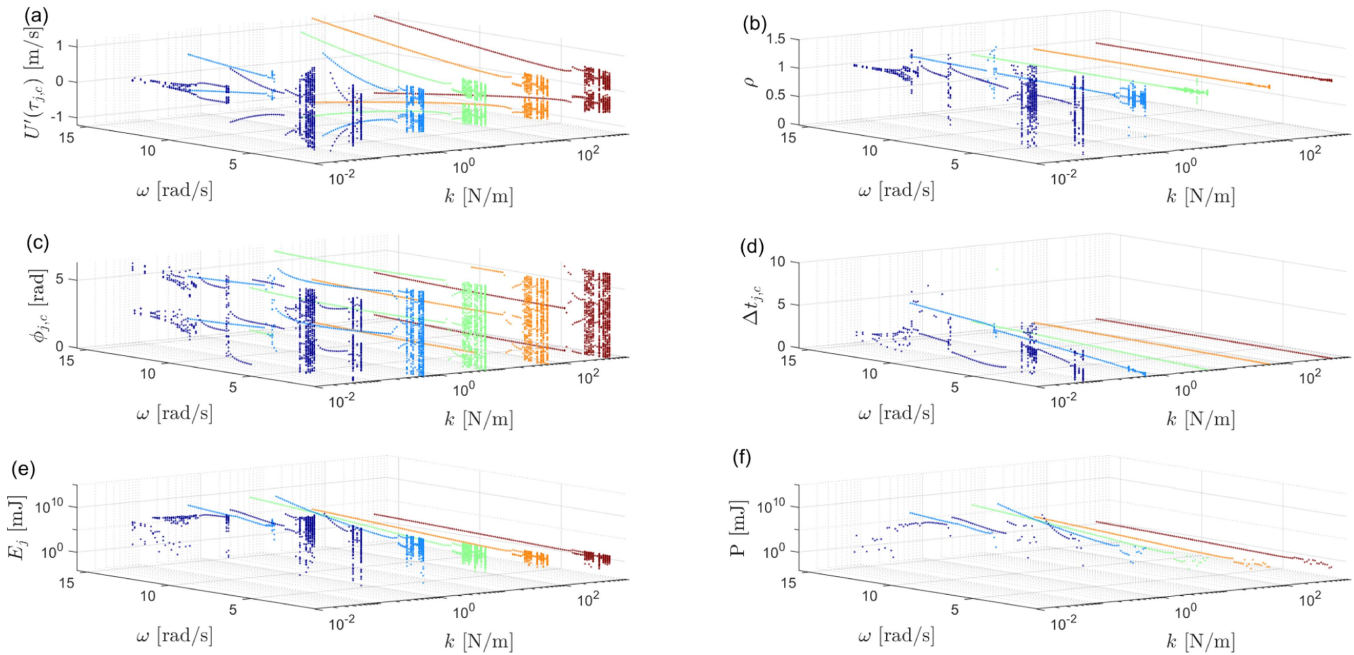 (a)
U′(τj,c) [m/s]
1
0
-1
15
10
5
ω [rad/s]
10^-2
10^0
10^2
k [N/m]
(b)
ρ
1.5
1
0.5
0
15
10
5
ω [rad/s]
10^-2
10^0
10^2
k [N/m]
(c)
ϕj,c [rad]
5
0
15
10
5
ω [rad/s]
10^-2
10^0
10^2
k [N/m]
(d)
Δtj,c
10
5
0
15
10
5
ω [rad/s]
10^-2
10^0
10^2
k [N/m]
(e)
Ej [mJ]
10^10
10^0
15
10
5
ω [rad/s]
10^-2
10^0
10^2
k [N/m]
(f)
P [mJ]
10^10
10^0
15
10
5
ω [rad/s]
10^-2
10^0
10^2
k [N/m]